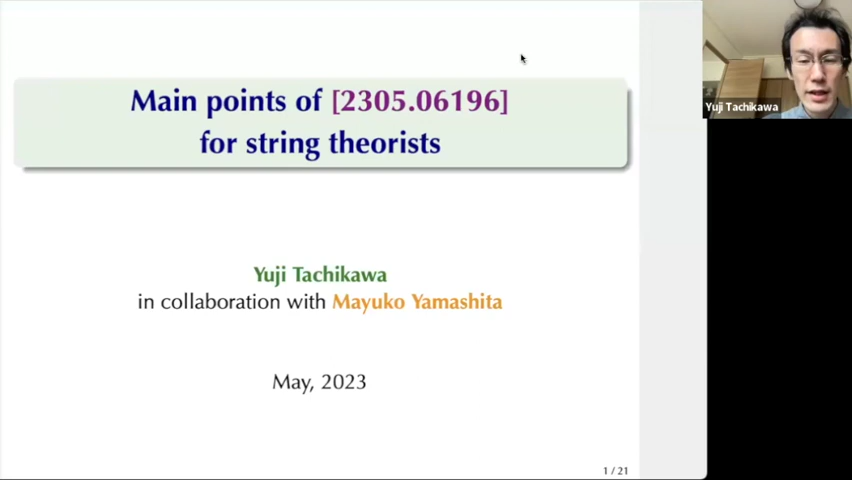 Main points of [2305.06196]
for string theorists
Yuji Tachikawa
in collaboration with Mayuko Yamashita
May, 2023
1 / 21
Yuji Tachikawa